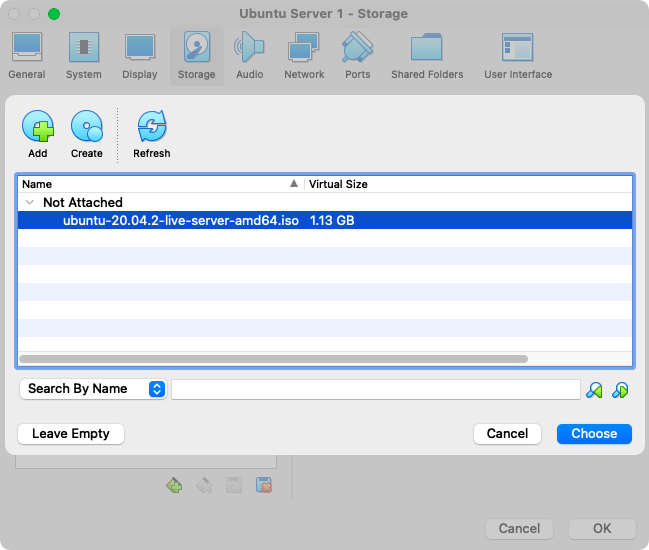 Ubuntu Server 1 - Storage
General System Display Storage Audio Network Ports Shared Folders User Interface
Add Create Refresh
Name Virtual Size
Not Attached
ubuntu-20.04.2-live-server-amd64.iso 1.13 GB
Search By Name
Leave Empty Cancel Choose
Cancel OK